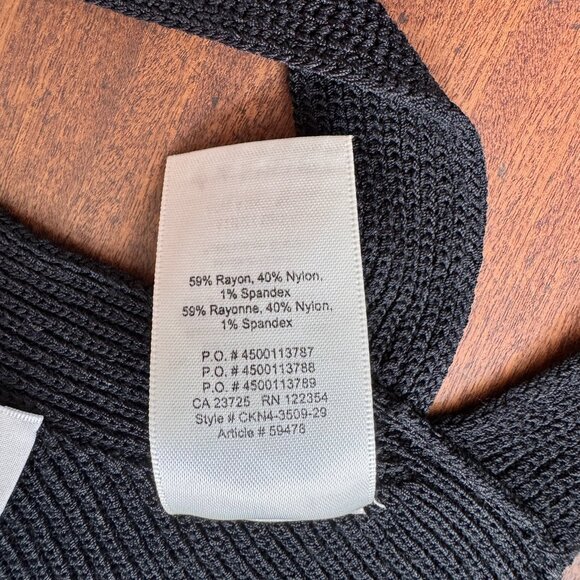 59% Rayon, 40% Nylon,
1% Spandex
59% Rayonne, 40% Nylon,
1% Spandex
P.O. # 4500113787
P.O. # 4500113788
P.O. # 4500113789
CA 23725 RN 122354
Style # CKN4-3509-29
Article # 59478